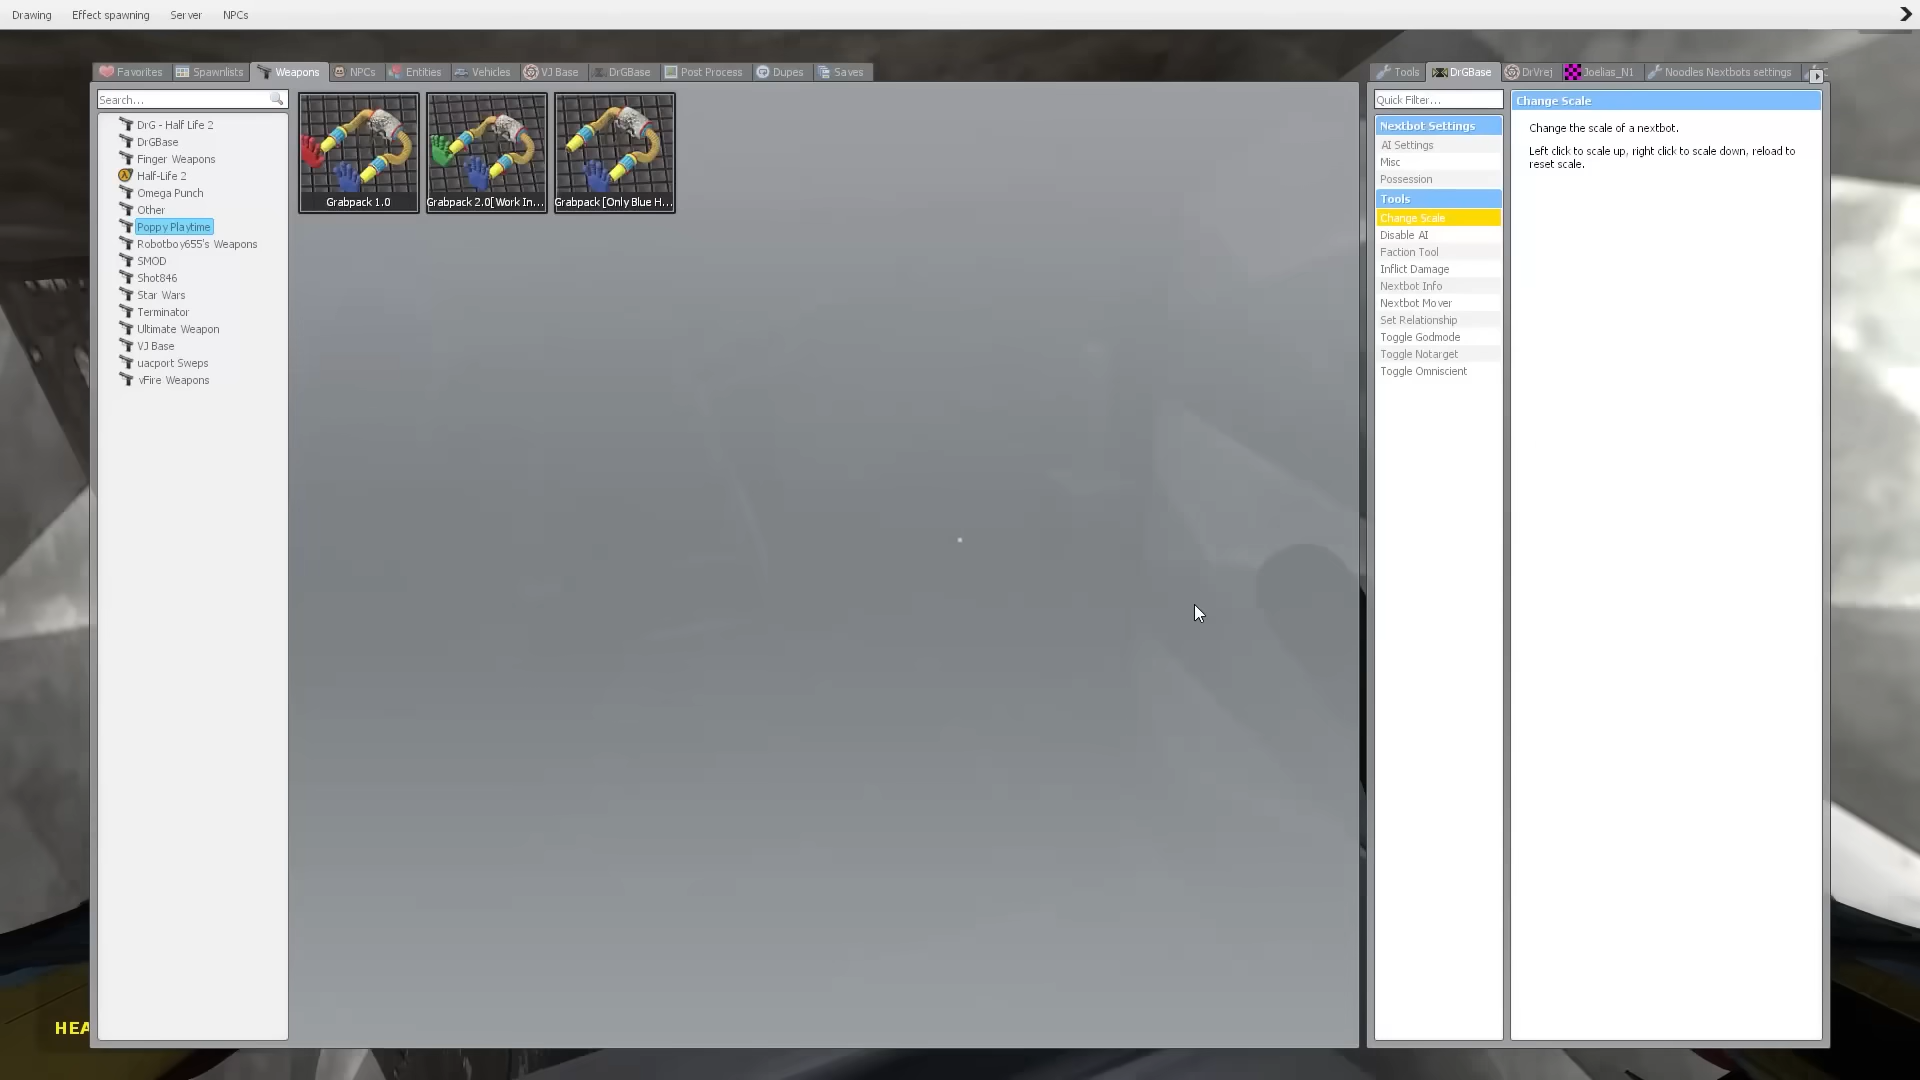 Drawing
Effect spawning
Server
NPCs
Favorites
Spawnlists
Weapons
NPCs
Entities
Vehicles
VJ Base
DrGBase
Post Process
Dupes
Saves
Tools
DrGBase
DrVrej
Joelias_N1
Noodles Nextbots settings
Search...
DrG - Half Life 2
DrGBase
Finger Weapons
Half-Life 2
Omega Punch
Other
Poppy Playtime
Robotboy655's Weapons
SMOD
Shot846
Star Wars
Terminator
Ultimate Weapon
VJ Base
uacport Sweps
vFire Weapons
Grabpack 1.0
Grabpack 2.0[Work In...
Grabpack [Only Blue H...
Quick Filter...
Nextbot Settings
AI Settings
Misc
Possession
Tools
Change Scale
Disable AI
Faction Tool
Inflict Damage
Nextbot Info
Nextbot Mover
Set Relationship
Toggle Godmode
Toggle Notarget
Toggle Omniscient
Change Scale
Change the scale of a nextbot.
Left click to scale up, right click to scale down, reload to
reset scale.
HEA